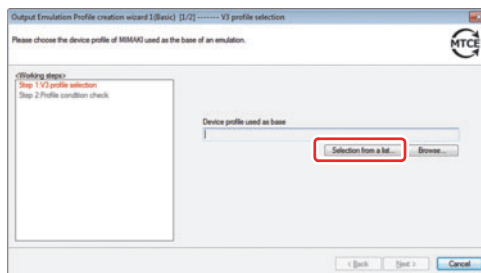 Output Emulation Profile creation wizard 1(Basic) [1/2] ------- V3 profile selection
Please choose the device profile of MIMAKI used as the base of an emulation.
MTCE
<Working steps>
Step 1:V3 profile selection
Step 2:Profile condition check
Device profile used as base
Selection from a list...
Browse...
< Back
Next >
Cancel